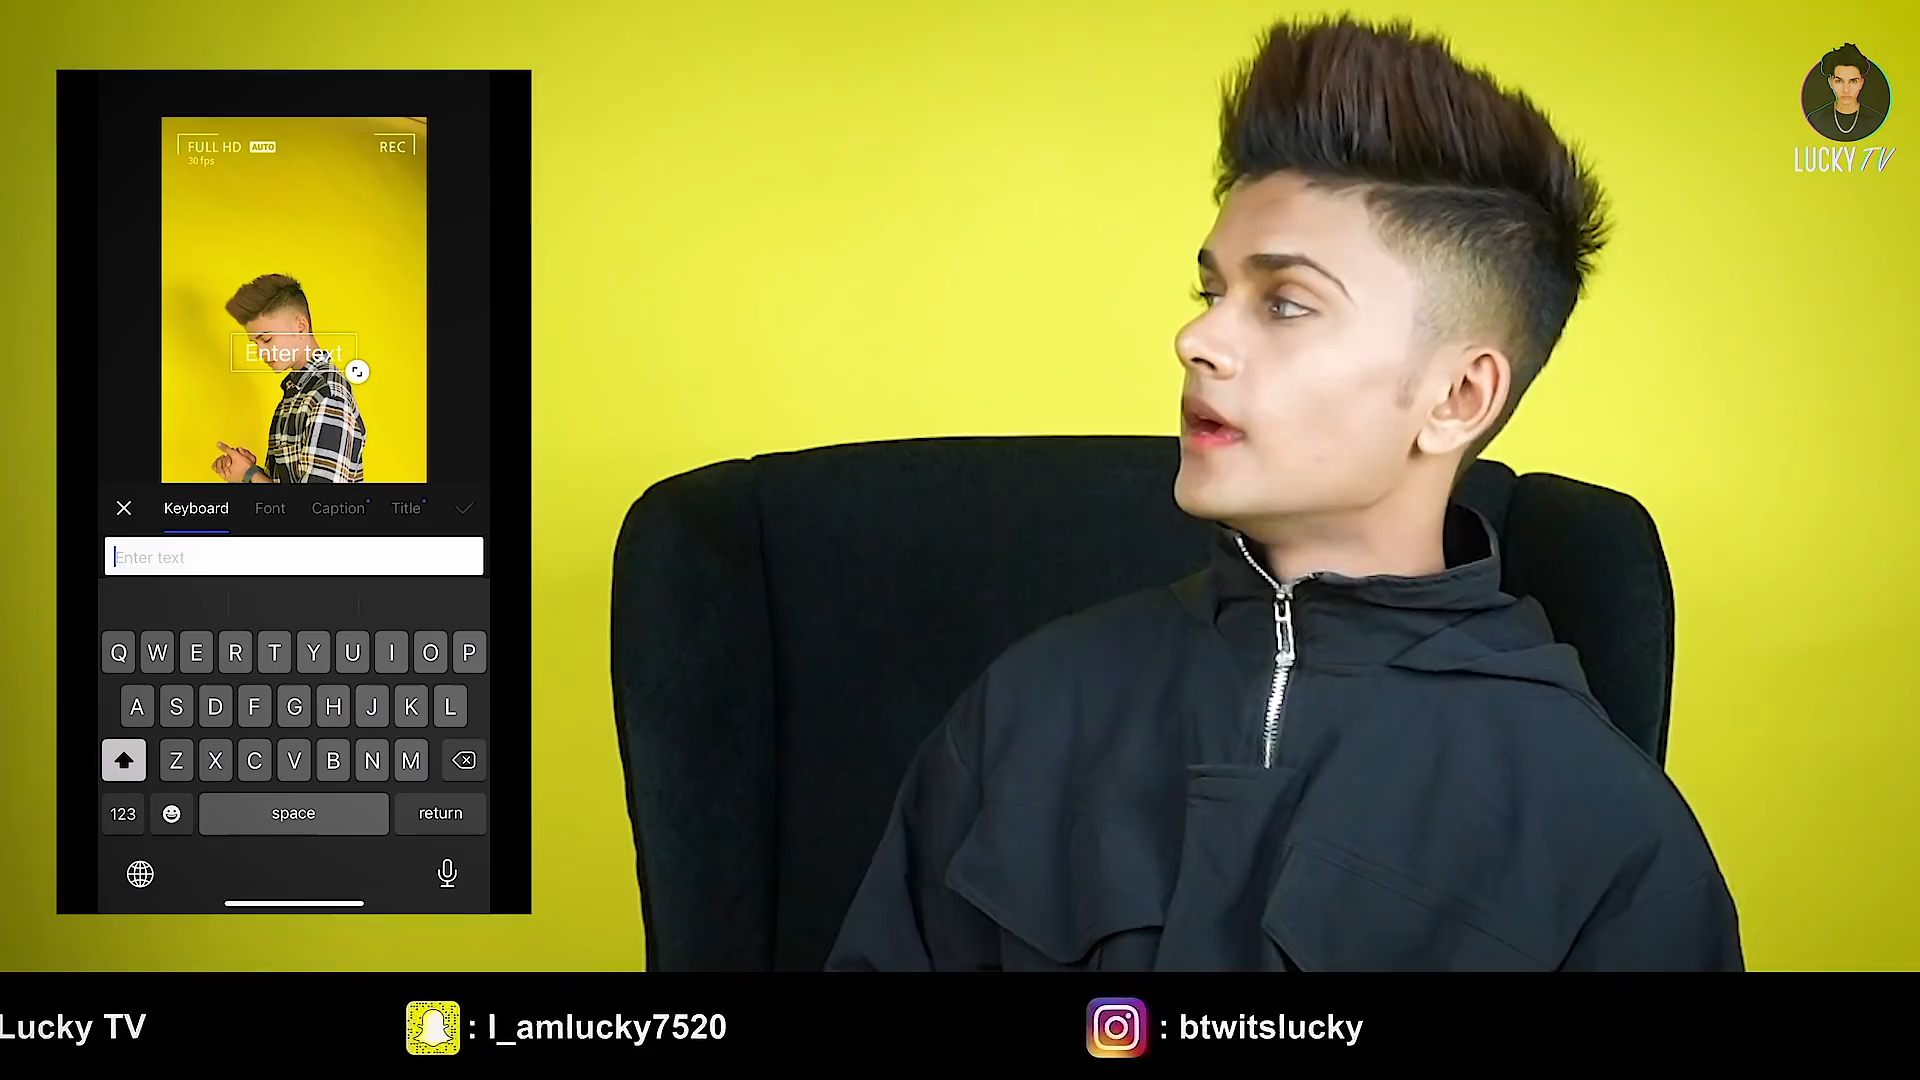 FULL HD AUTO
30 fps
REC
Enter text
Keyboard Font Caption Title
Enter text
Q W E R T Y U I O P
A S D F G H J K L
Z X C V B N M
123 space return
LUCKY TV
Lucky TV
: I_amlucky7520
: btwitslucky